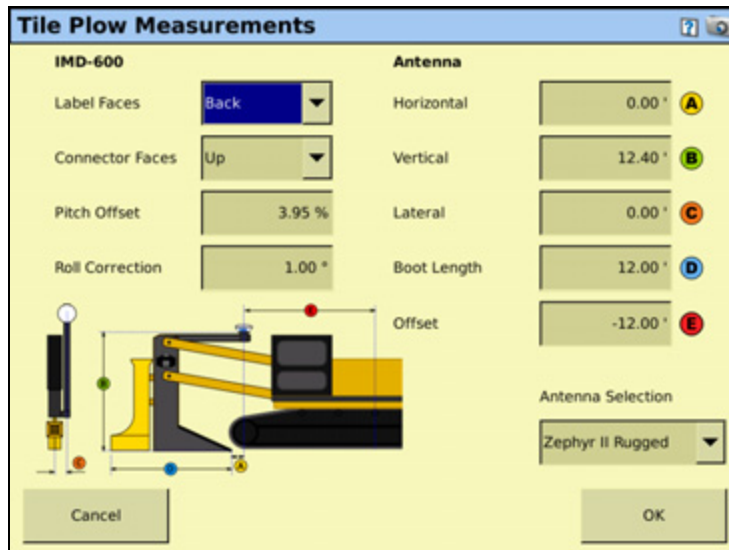 Tile Plow Measurements
IMD-600
Label Faces Back
Connector Faces Up
Pitch Offset 3.95 %
Roll Correction 1.00 °
Antenna
Horizontal 0.00 ' A
Vertical 12.40 ' B
Lateral 0.00 ' C
Boot Length 12.00 ' D
Offset -12.00 ' E
Antenna Selection
Zephyr II Rugged
E
B
C
D
A
Cancel
OK